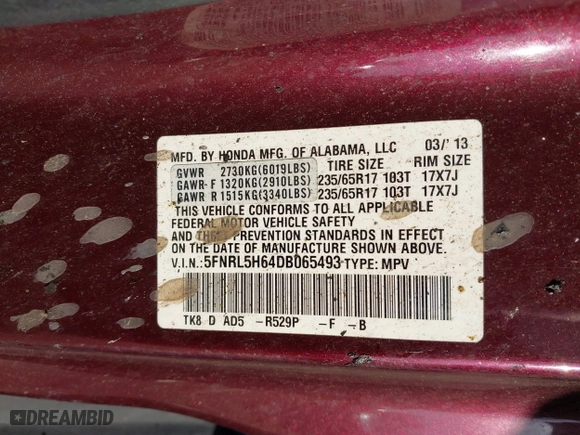 MFD. BY HONDA MFG. OF ALABAMA, LLC 03/'13
GVWR 2730KG(6019LBS) TIRE SIZE RIM SIZE
GAWR-F 1320KG(2910LBS) 235/65R17 103T 17X7J
GAWR R 1515KG(3340LBS) 235/65R17 103T 17X7J
THIS VEHICLE CONFORMS TO ALL APPLICABLE
FEDERAL MOTOR VEHICLE SAFETY
AND THEFT PREVENTION STANDARDS IN EFFECT
ON THE DATE OF MANUFACTURE SHOWN ABOVE.
V.I.N.: 5FNRL5H64DB065493 TYPE: MPV
TK8 D AD5 -R529P -F -B
DREAMBID